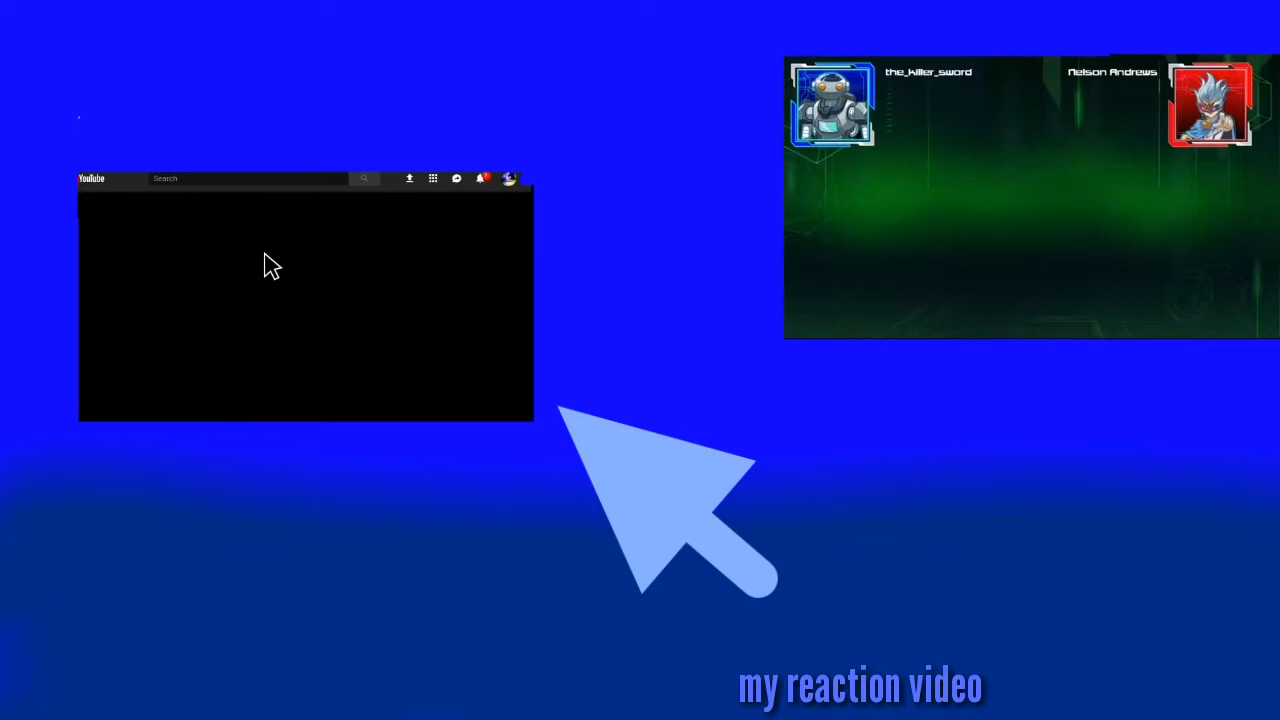 the_killer_sword
Nelson Andrews
YouTube
Search
my reaction video